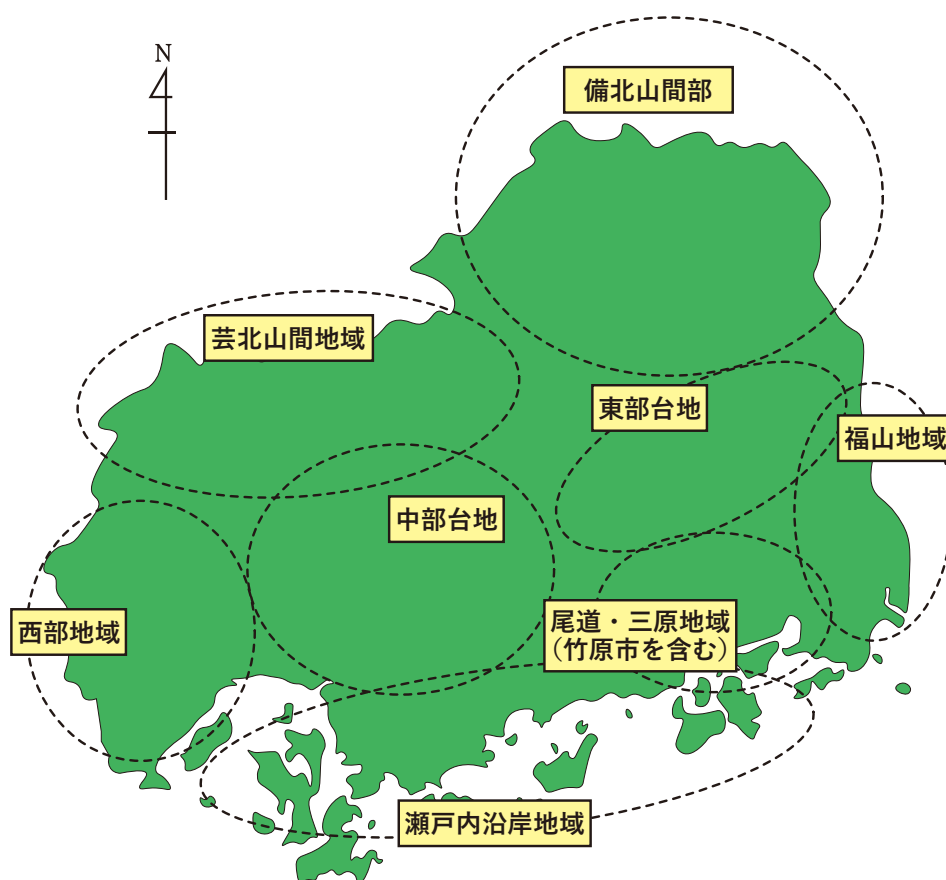 N
備北山間部
芸北山間地域
東部台地
福山地域
中部台地
尾道・三原地域
（竹原市を含む）
西部地域
瀬戸内沿岸地域